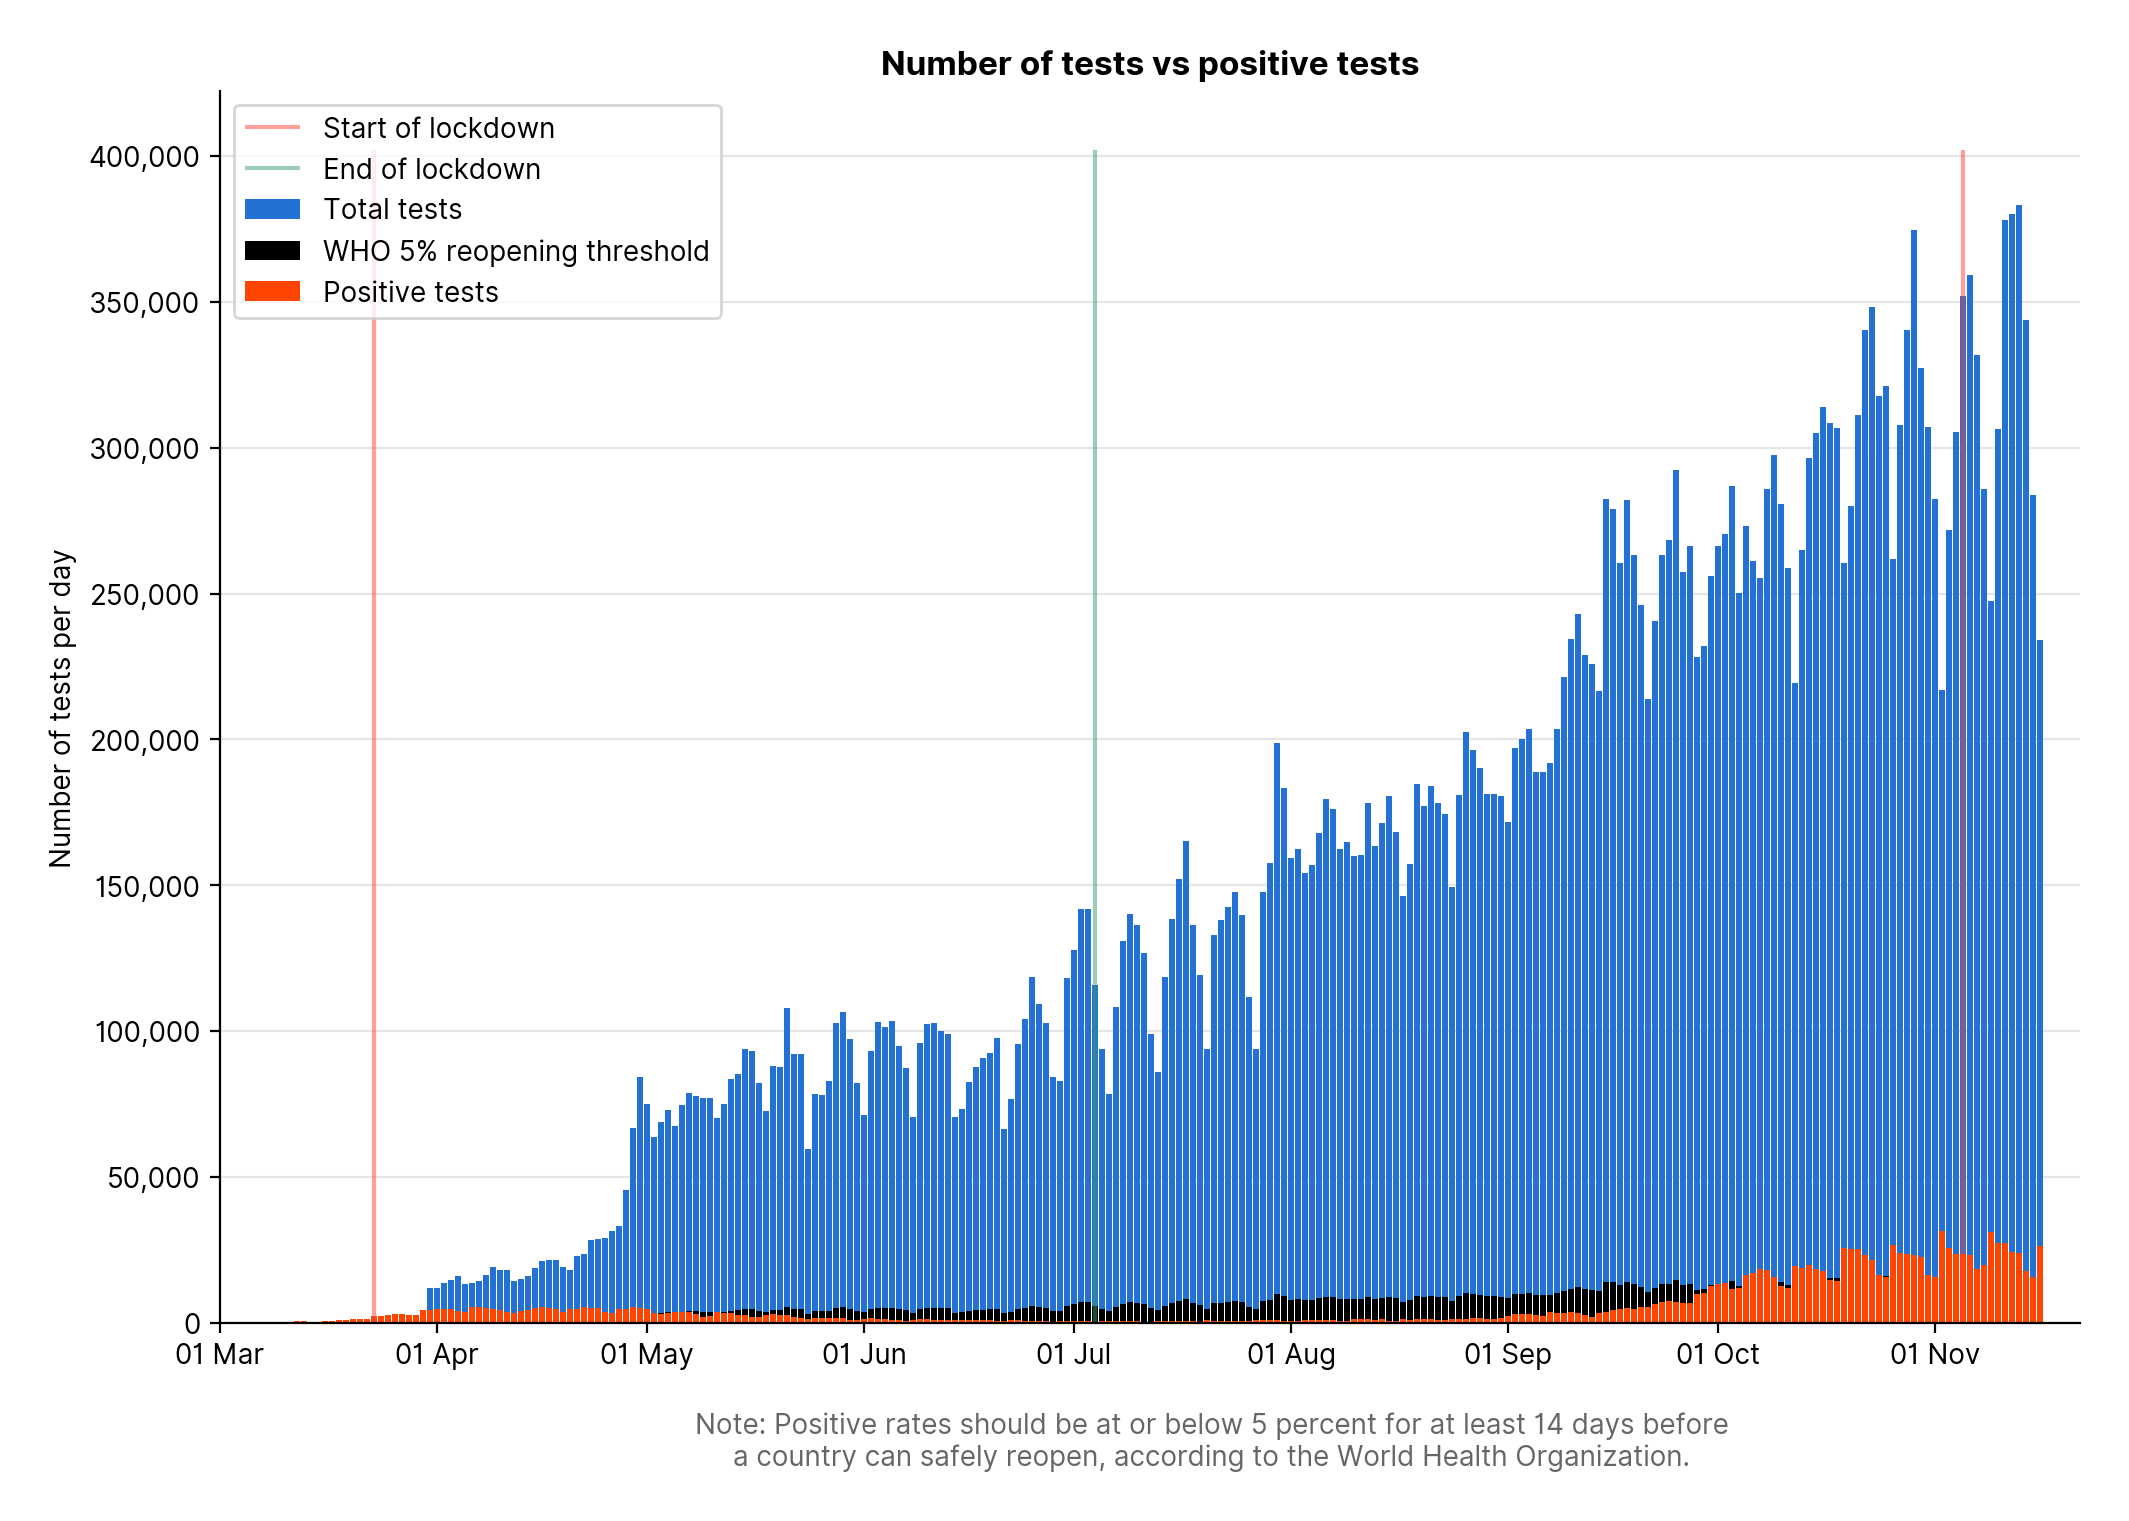 Number of tests vs positive tests
Start of lockdown
End of lockdown
Total tests
WHO 5% reopening threshold
Positive tests
400,000
350,000
300,000
250,000
200,000
150,000
100,000
50,000
0
Number of tests per day
01 Mar
01 Apr
01 May
01 Jun
01 Jul
01 Aug
01 Sep
01 Oct
01 Nov
Note: Positive rates should be at or below 5 percent for at least 14 days before
a country can safely reopen, according to the World Health Organization.